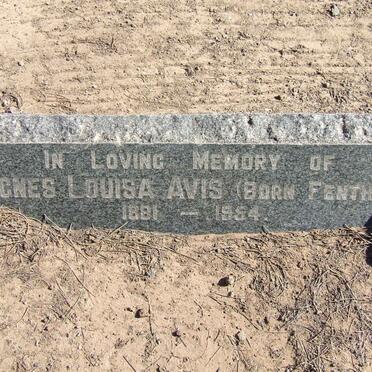 IN LOVING MEMORY OF
GNES LOUISA AVIS (BORN FENTH
1881 — 1954.